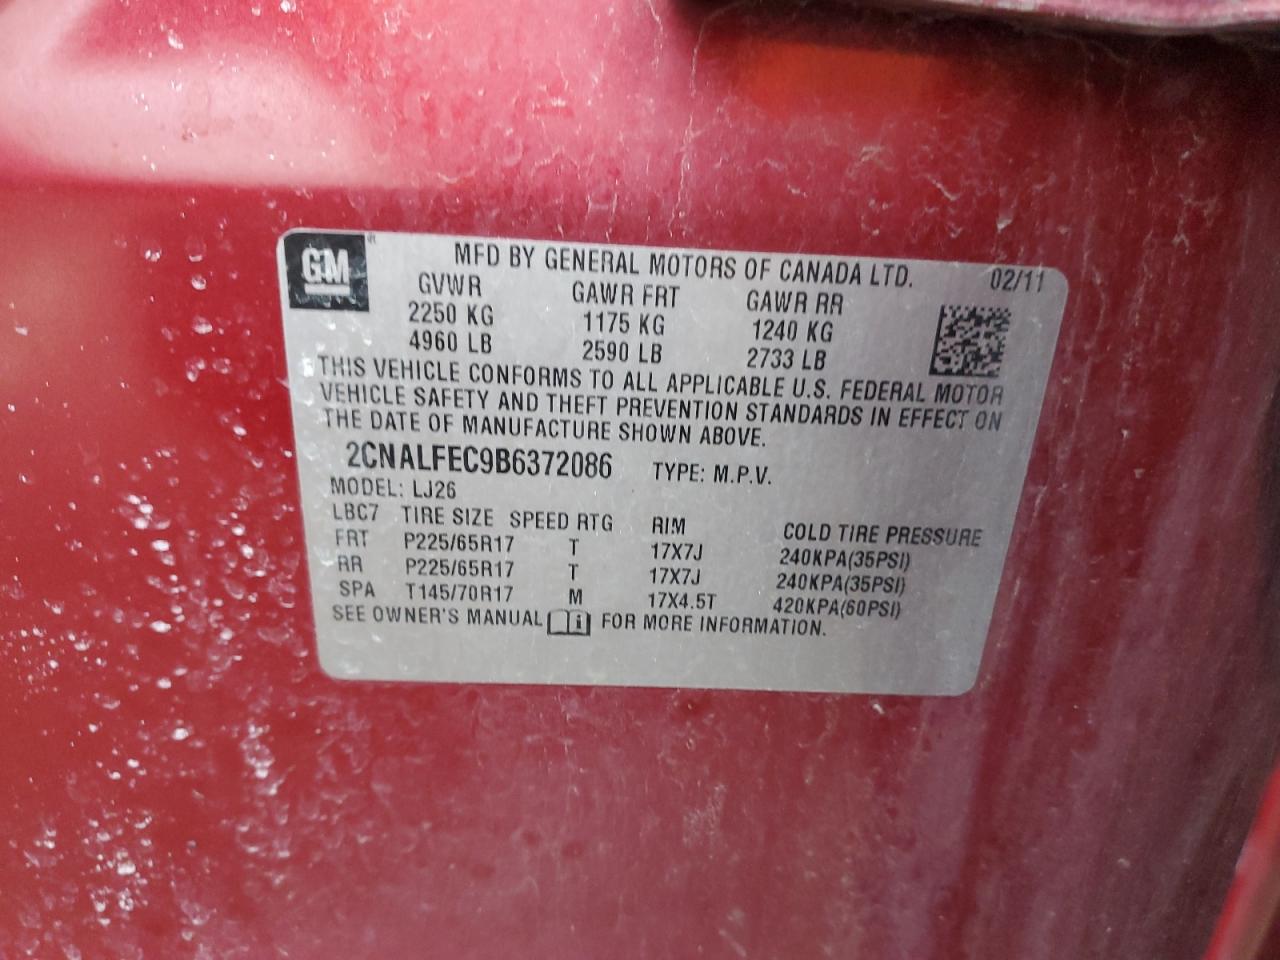 GM
MFD BY GENERAL MOTORS OF CANADA LTD. 02/11
GVWR GAWR FRT GAWR RR
2250 KG 1175 KG 1240 KG
4960 LB 2590 LB 2733 LB
THIS VEHICLE CONFORMS TO ALL APPLICABLE U.S. FEDERAL MOTOR
VEHICLE SAFETY AND THEFT PREVENTION STANDARDS IN EFFECT ON
THE DATE OF MANUFACTURE SHOWN ABOVE.
2CNALFEC9B6372086 TYPE: M.P.V.
MODEL: LJ26
LBC7 TIRE SIZE SPEED RTG RIM COLD TIRE PRESSURE
FRT P225/65R17 T 17X7J 240KPA(35PSI)
RR P225/65R17 T 17X7J 240KPA(35PSI)
SPA T145/70R17 M 17X4.5T 420KPA(60PSI)
SEE OWNER'S MANUAL i FOR MORE INFORMATION.